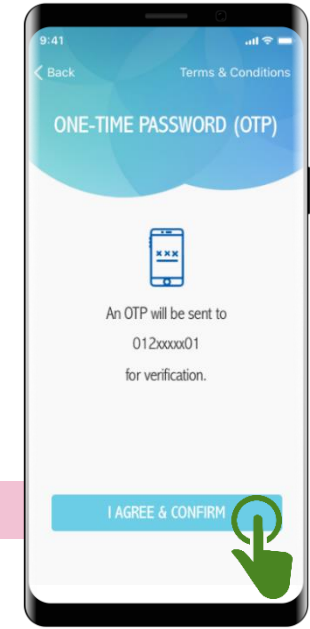 9:41
Back Terms & Conditions
ONE-TIME PASSWORD (OTP)
xxx
An OTP will be sent to
012xxxxx01
for verification.
I AGREE & CONFIRM